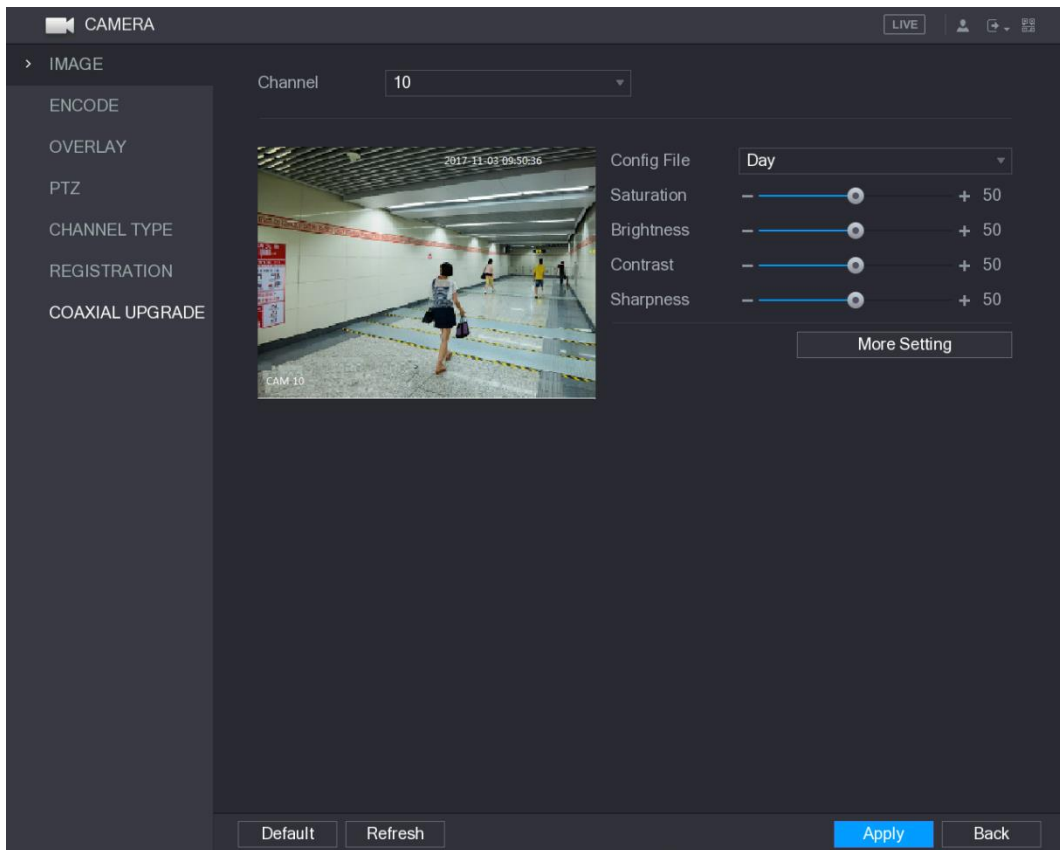 CAMERA
LIVE
IMAGE
ENCODE
OVERLAY
PTZ
CHANNEL TYPE
REGISTRATION
COAXIAL UPGRADE
Channel 10
2017-11-03 09:50:36
CAM 10
Config File Day
Saturation - + 50
Brightness - + 50
Contrast - + 50
Sharpness - + 50
More Setting
Default Refresh Apply Back